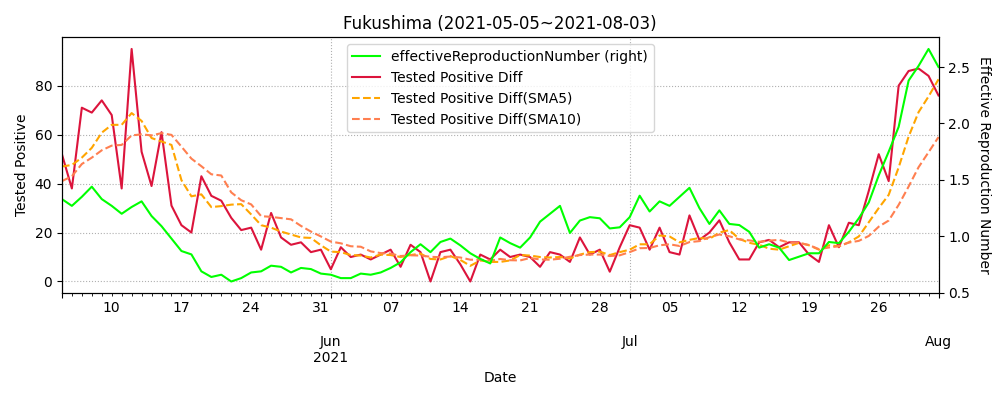 Fukushima (2021-05-05~2021-08-03)
effectiveReproductionNumber (right)
Tested Positive Diff
Tested Positive Diff(SMA5)
Tested Positive Diff(SMA10)
Tested Positive
80
60
40
20
0
Effective Reproduction Number
2.5
2.0
1.5
1.0
0.5
10 17 24 31 07 14 21 28 05 12 19 26
Jun Jul Aug
2021
Date